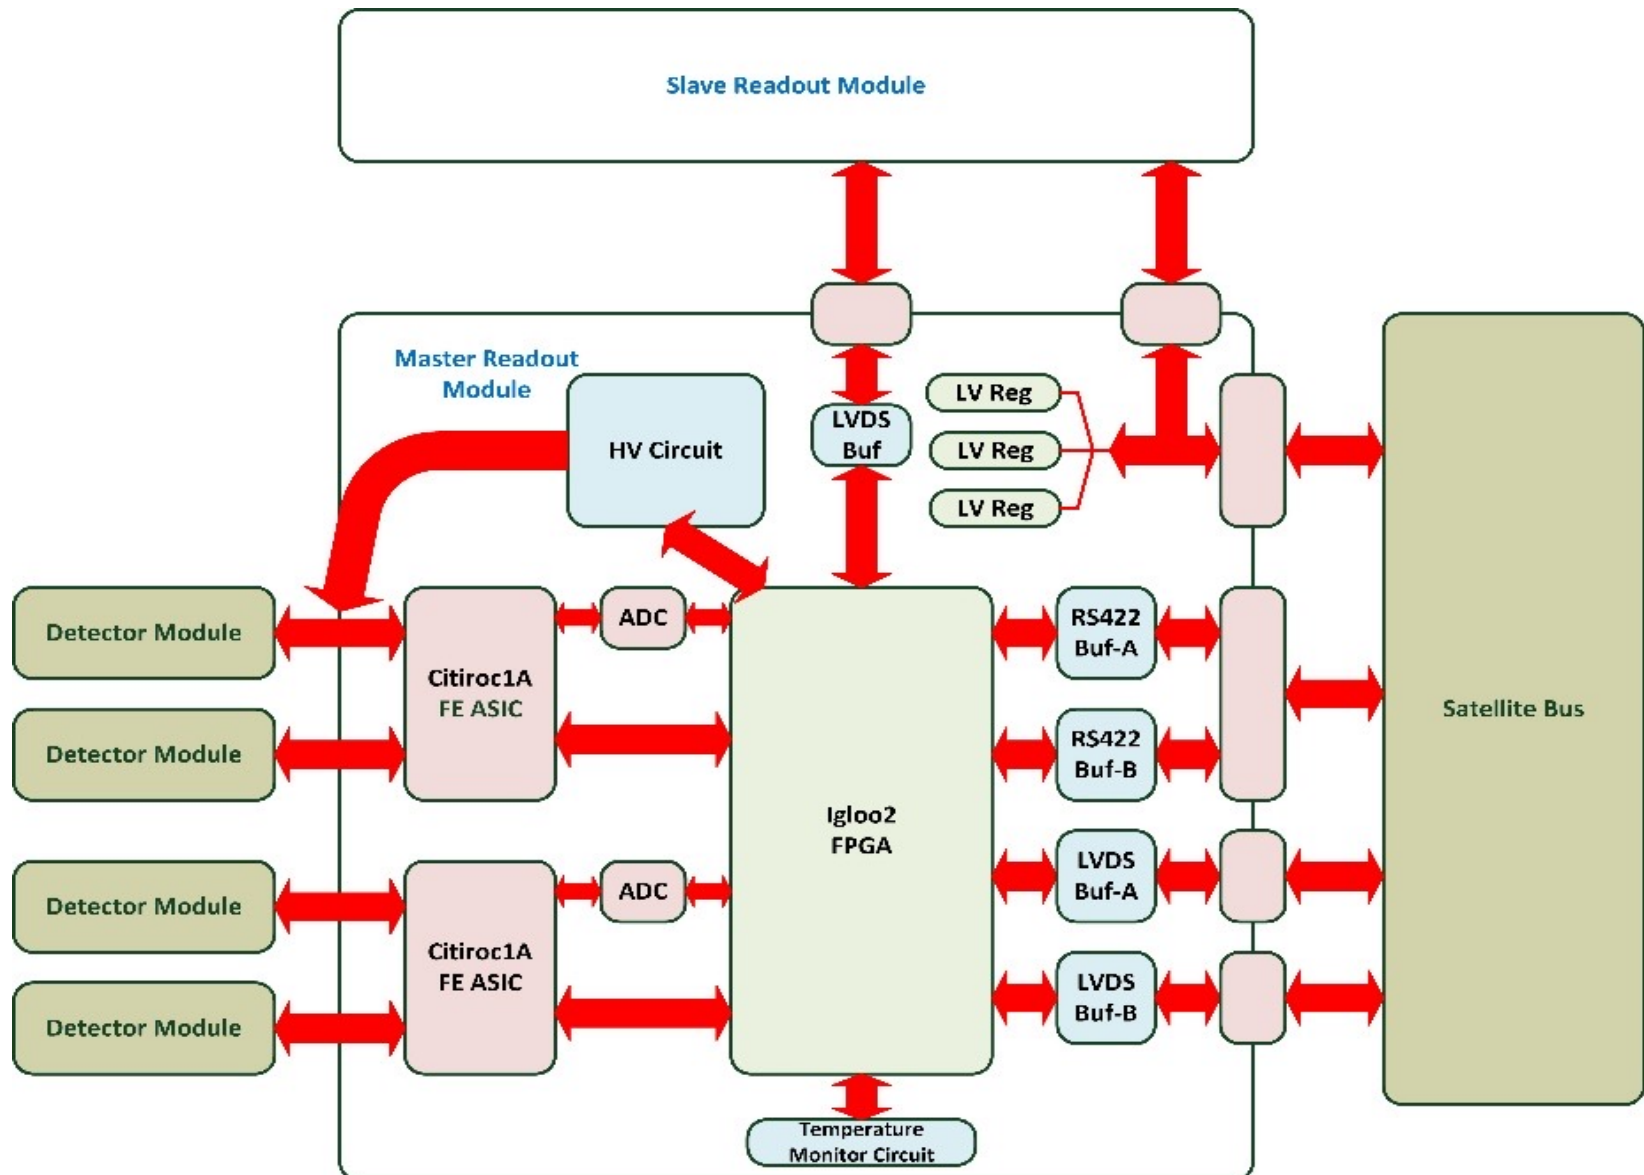 Slave Readout Module
Master Readout
Module
HV Circuit
LVDS
Buf
LV Reg
LV Reg
LV Reg
Detector Module
Detector Module
Detector Module
Detector Module
Citiroc1A
FE ASIC
Citiroc1A
FE ASIC
ADC
ADC
Igloo2
FPGA
RS422
Buf-A
RS422
Buf-B
LVDS
Buf-A
LVDS
Buf-B
Satellite Bus
Temperature
Monitor Circuit